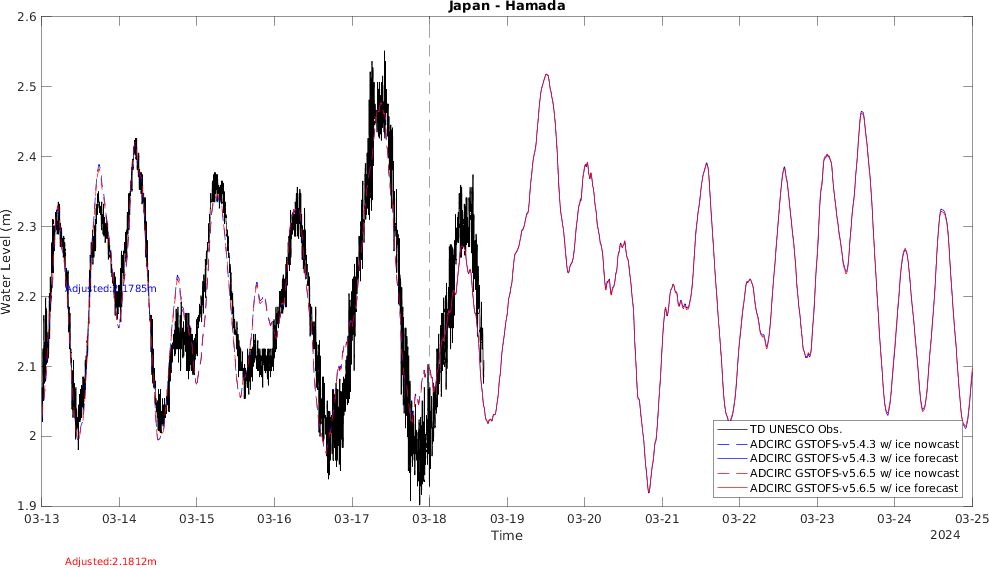 Japan - Hamada
2.6
2.5
2.4
2.3
2.2
2.1
2
1.9
Water Level (m)
Adjusted:2.1785m
TD UNESCO Obs.
ADCIRC GSTOFS-v5.4.3 w/ ice nowcast
ADCIRC GSTOFS-v5.4.3 w/ ice forecast
ADCIRC GSTOFS-v5.6.5 w/ ice nowcast
ADCIRC GSTOFS-v5.6.5 w/ ice forecast
03-13 03-14 03-15 03-16 03-17 03-18 03-19 03-20 03-21 03-22 03-23 03-24 03-25
Time
2024
Adjusted:2.1812m